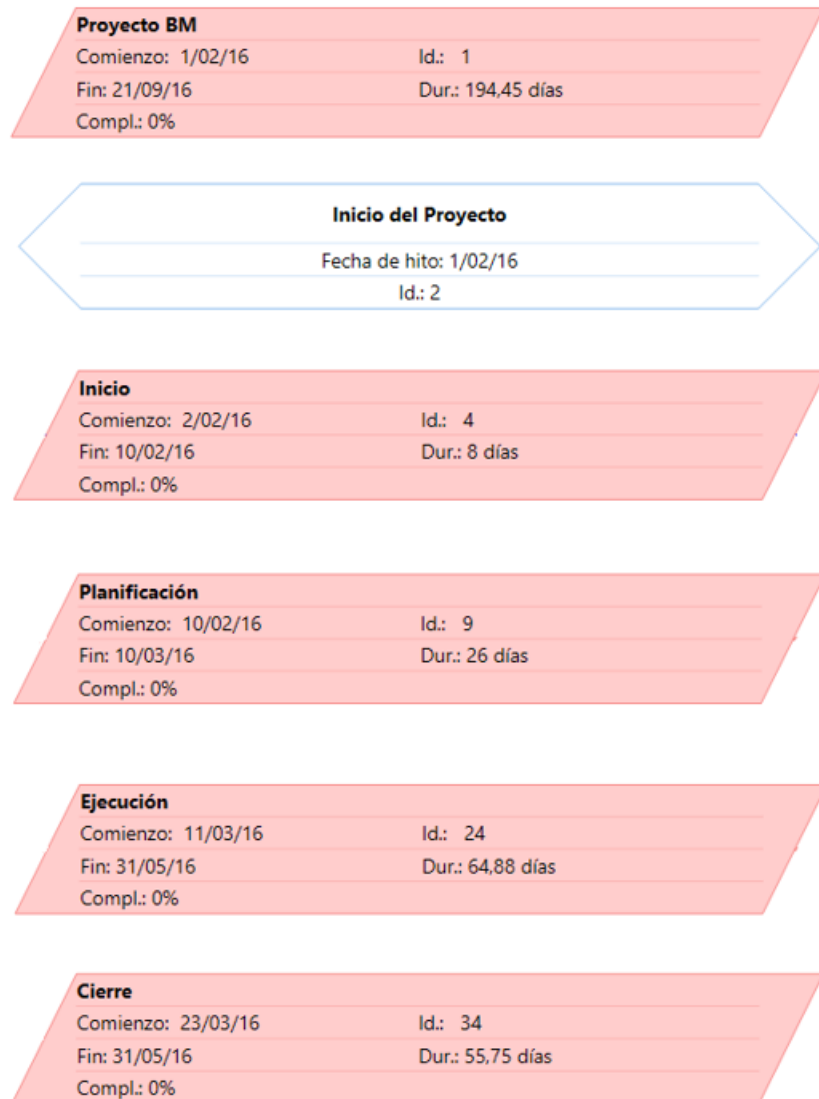 Proyecto BM
Comienzo: 1/02/16 Id.: 1
Fin: 21/09/16 Dur.: 194,45 días
Compl.: 0%
Inicio del Proyecto
Fecha de hito: 1/02/16
Id.: 2
Inicio
Comienzo: 2/02/16 Id.: 4
Fin: 10/02/16 Dur.: 8 días
Compl.: 0%
Planificación
Comienzo: 10/02/16 Id.: 9
Fin: 10/03/16 Dur.: 26 días
Compl.: 0%
Ejecución
Comienzo: 11/03/16 Id.: 24
Fin: 31/05/16 Dur.: 64,88 días
Compl.: 0%
Cierre
Comienzo: 23/03/16 Id.: 34
Fin: 31/05/16 Dur.: 55,75 días
Compl.: 0%